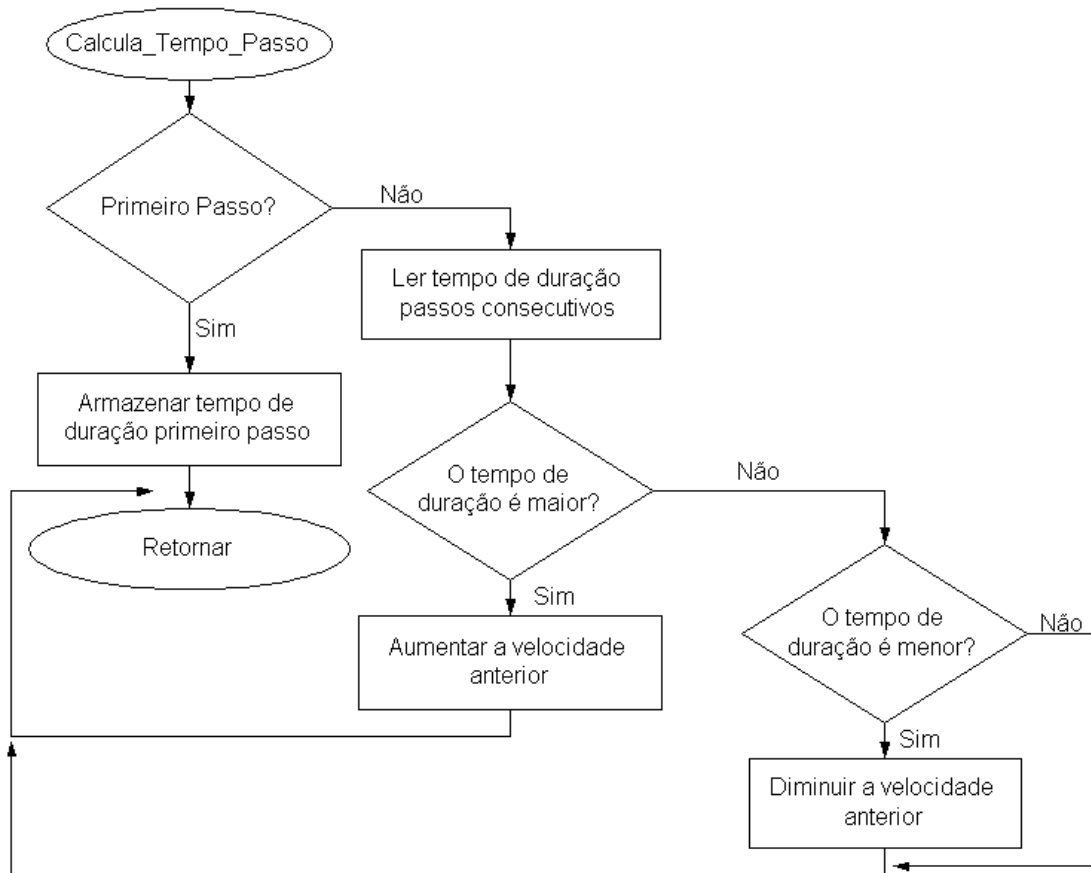 Calcula_Tempo_Passo
Primeiro Passo?
Não
Ler tempo de duração
passos consecutivos
Sim
Armazenar tempo de
duração primeiro passo
O tempo de
duração é maior?
Não
Retornar
Sim
O tempo de
duração é menor?
Não
Aumentar a velocidade
anterior
Sim
Diminuir a velocidade
anterior